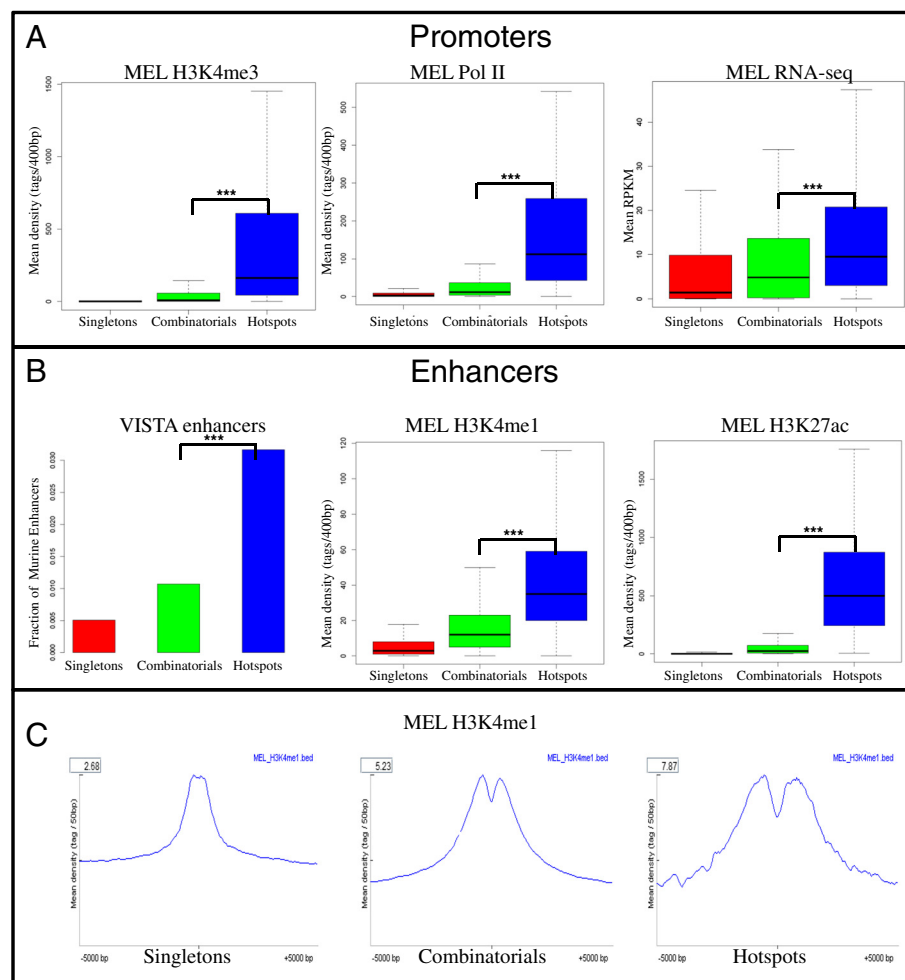 A
Promoters
MEL H3K4me3
MEL Pol II
MEL RNA-seq
Mean density (tags/400bp)
0
500
1000
1500
***
Singletons
Combinatorials
Hotspots
Mean density (tags/400bp)
0
100
200
300
400
500
***
Singletons
Combinatorials
Hotspots
Mean RPKM
0
10
20
30
40
***
Singletons
Combinatorials
Hotspots
B
Enhancers
VISTA enhancers
MEL H3K4me1
MEL H3K27ac
Fraction of Murine Enhancers
0.000
0.005
0.010
0.015
0.020
0.025
0.030
***
Singletons
Combinatorials
Hotspots
Mean density (tags/400bp)
0
20
40
60
80
100
120
***
Singletons
Combinatorials
Hotspots
Mean density (tags/400bp)
0
500
1000
1500
***
Singletons
Combinatorials
Hotspots
C
MEL H3K4me1
2.68
MEL_H3K4me1.bed
Mean density (tag / 50bp)
-5000 bp
+5000 bp
Singletons
5.23
MEL_H3K4me1.bed
Mean density (tag / 50bp)
-5000 bp
+5000 bp
Combinatorials
7.87
MEL_H3K4me1.bed
Mean density (tag / 50bp)
-5000 bp
+5000 bp
Hotspots